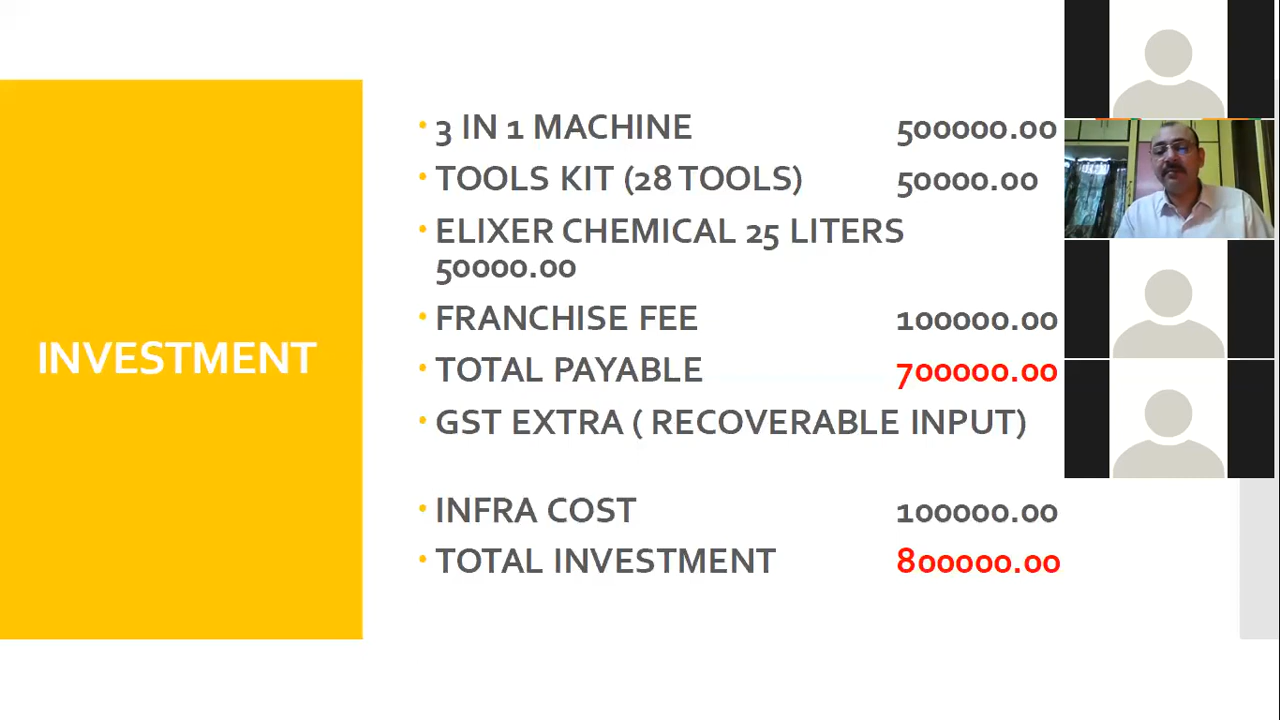 INVESTMENT
• 3 IN 1 MACHINE 500000.00
• TOOLS KIT (28 TOOLS) 50000.00
• ELIXER CHEMICAL 25 LITERS
50000.00
• FRANCHISE FEE 100000.00
• TOTAL PAYABLE 700000.00
• GST EXTRA ( RECOVERABLE INPUT)
• INFRA COST 100000.00
• TOTAL INVESTMENT 800000.00